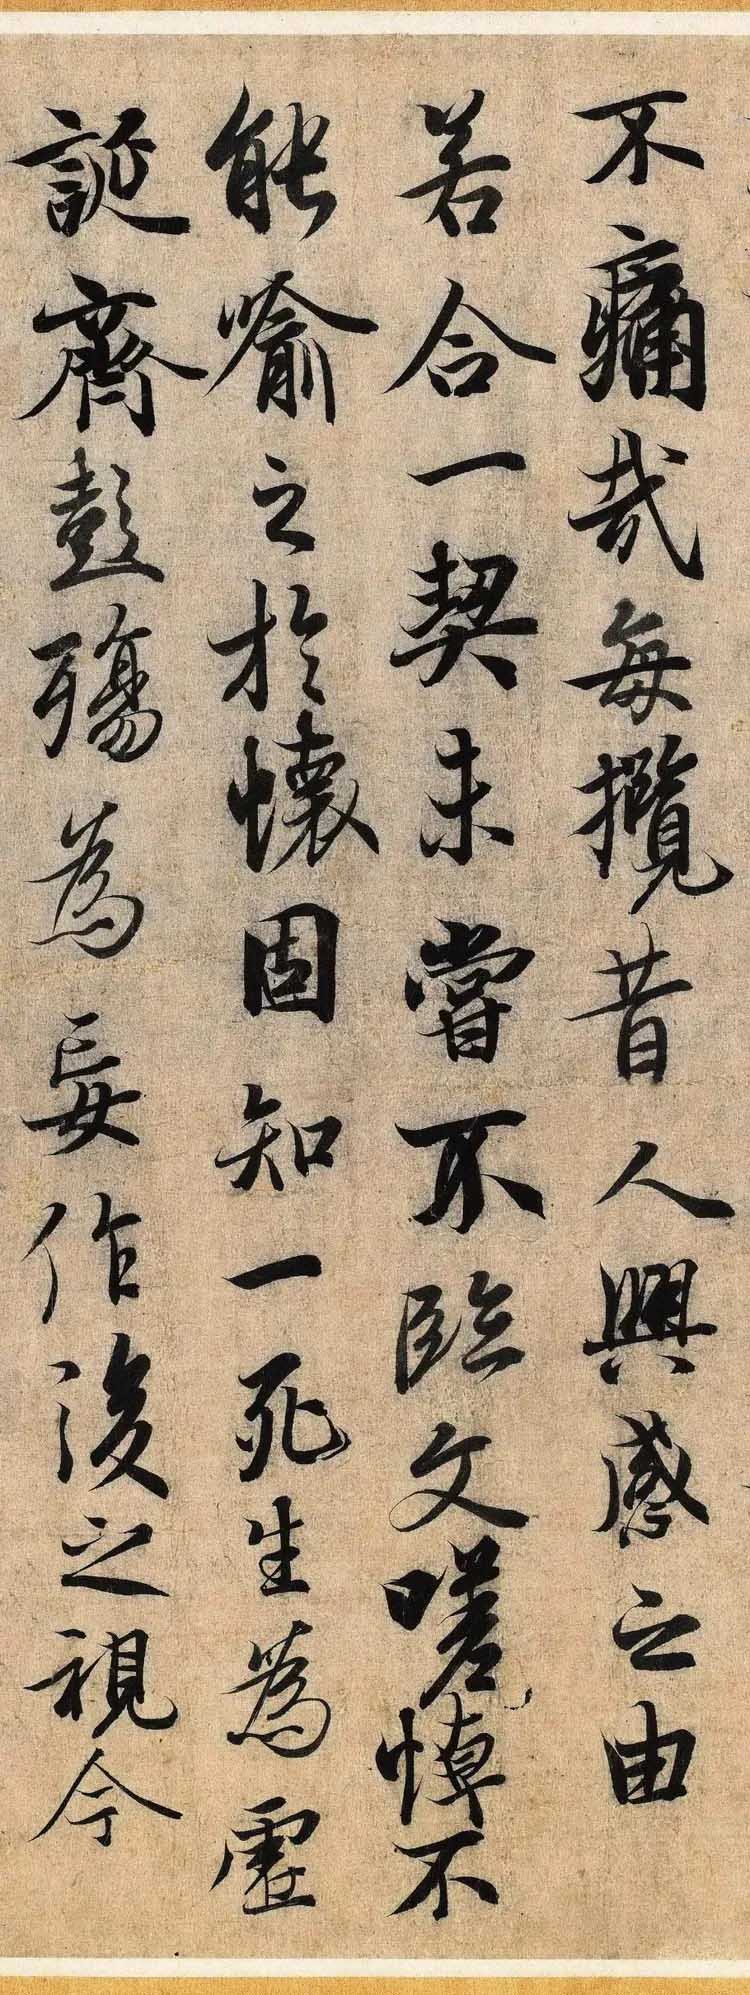 不痛哉每攬昔人興感之由
若合一契未嘗不臨文嗟悼不
能喻之於懷固知一死生為虛
誕齊彭殤為妄作後之視今